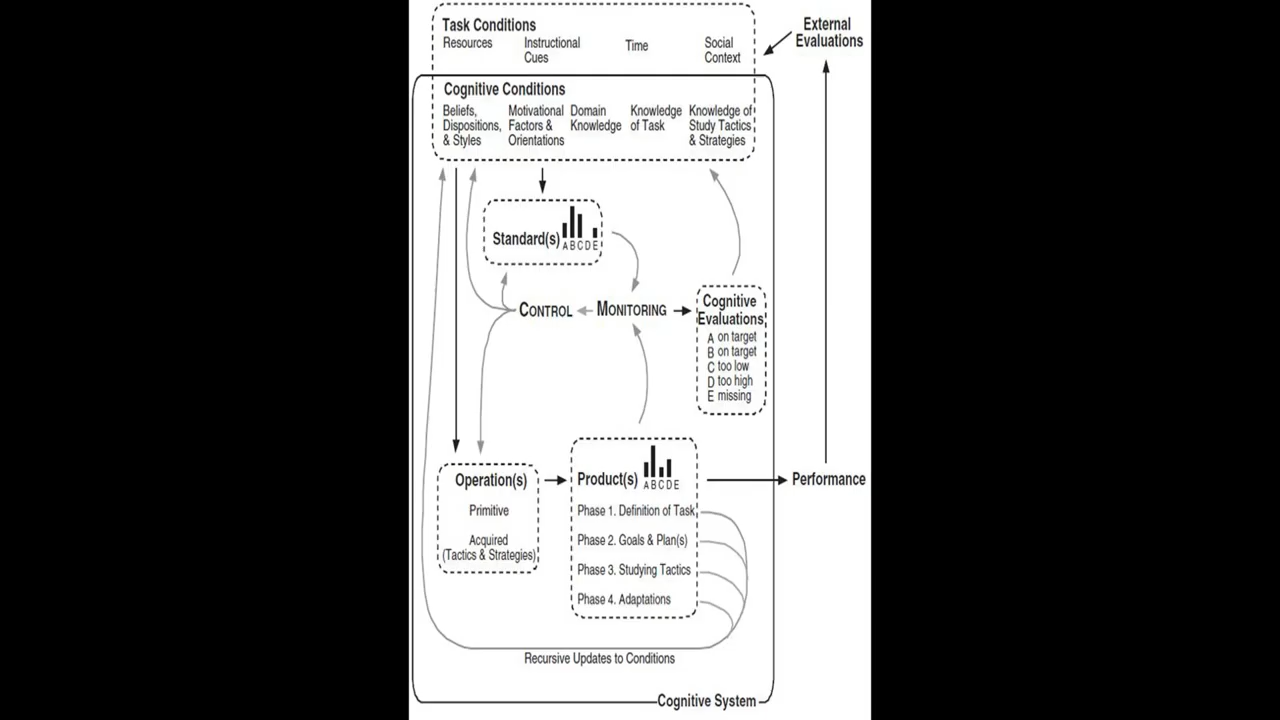 Task Conditions
Resources
Instructional
Cues
Time
Social
Context
External
Evaluations
Cognitive Conditions
Beliefs,
Dispositions,
& Styles
Motivational
Factors &
Orientations
Domain
Knowledge
Knowledge
of Task
Knowledge of
Study Tactics
& Strategies
Standard(s)
A B C D E
CONTROL
MONITORING
Cognitive
Evaluations
A on target
B on target
C too low
D too high
E missing
Operation(s)
Primitive
Acquired
(Tactics & Strategies)
Product(s)
A B C D E
Phase 1. Definition of Task
Phase 2. Goals & Plan(s)
Phase 3. Studying Tactics
Phase 4. Adaptations
Performance
Recursive Updates to Conditions
Cognitive System